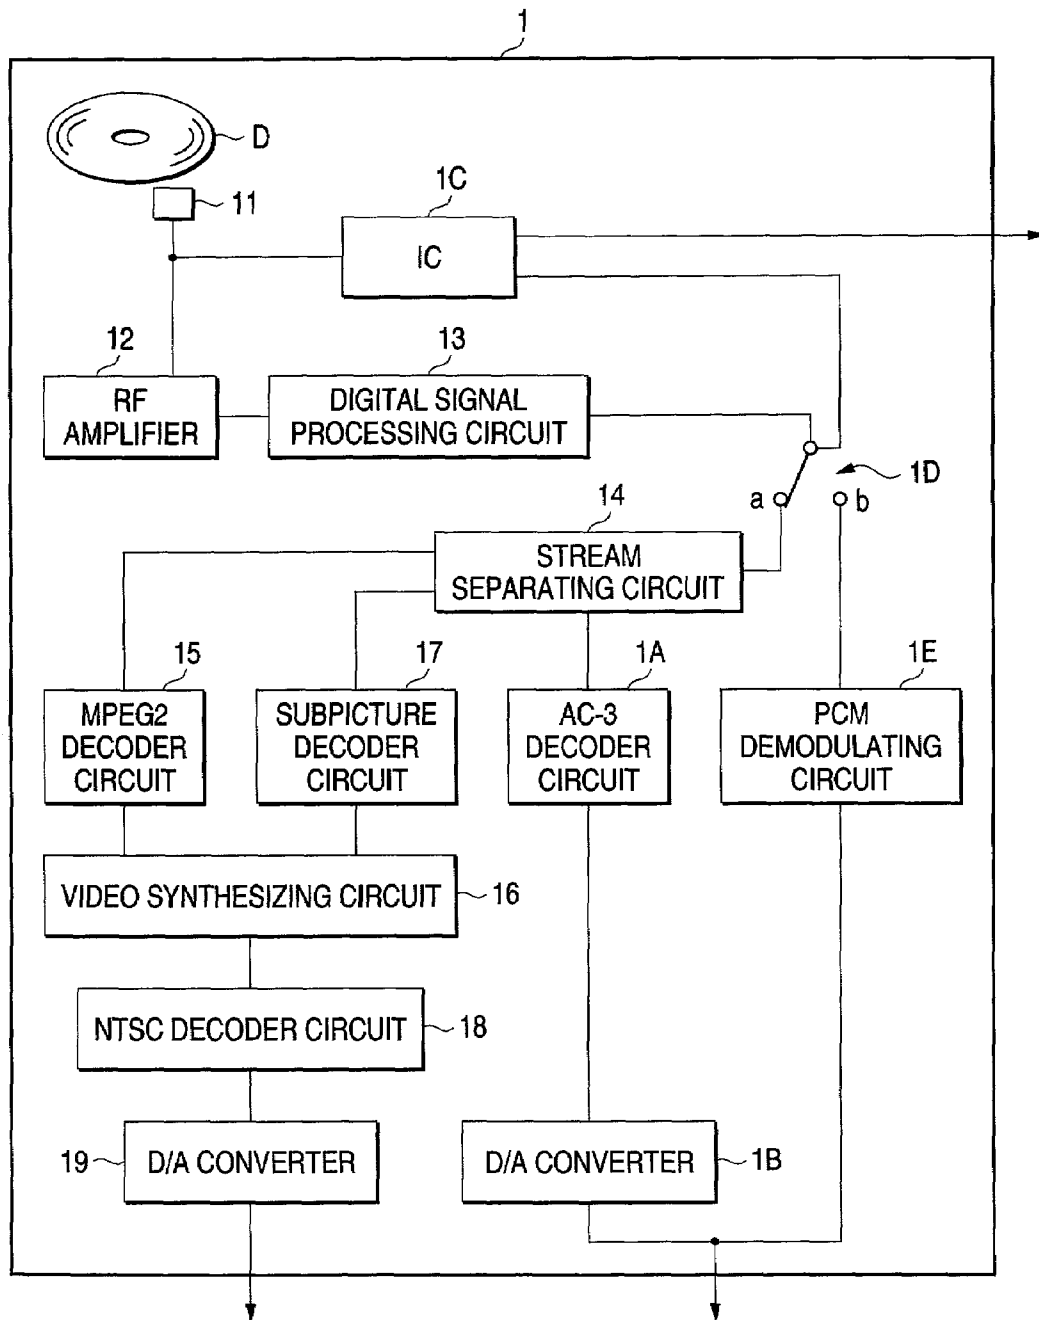 1
D
11
1C
IC
12
RF
AMPLIFIER
13
DIGITAL SIGNAL
PROCESSING CIRCUIT
1D
a
b
14
STREAM
SEPARATING CIRCUIT
15
MPEG2
DECODER
CIRCUIT
17
SUBPICTURE
DECODER
CIRCUIT
1A
AC-3
DECODER
CIRCUIT
1E
PCM
DEMODULATING
CIRCUIT
VIDEO SYNTHESIZING CIRCUIT
16
NTSC DECODER CIRCUIT
18
19
D/A CONVERTER
D/A CONVERTER
1B